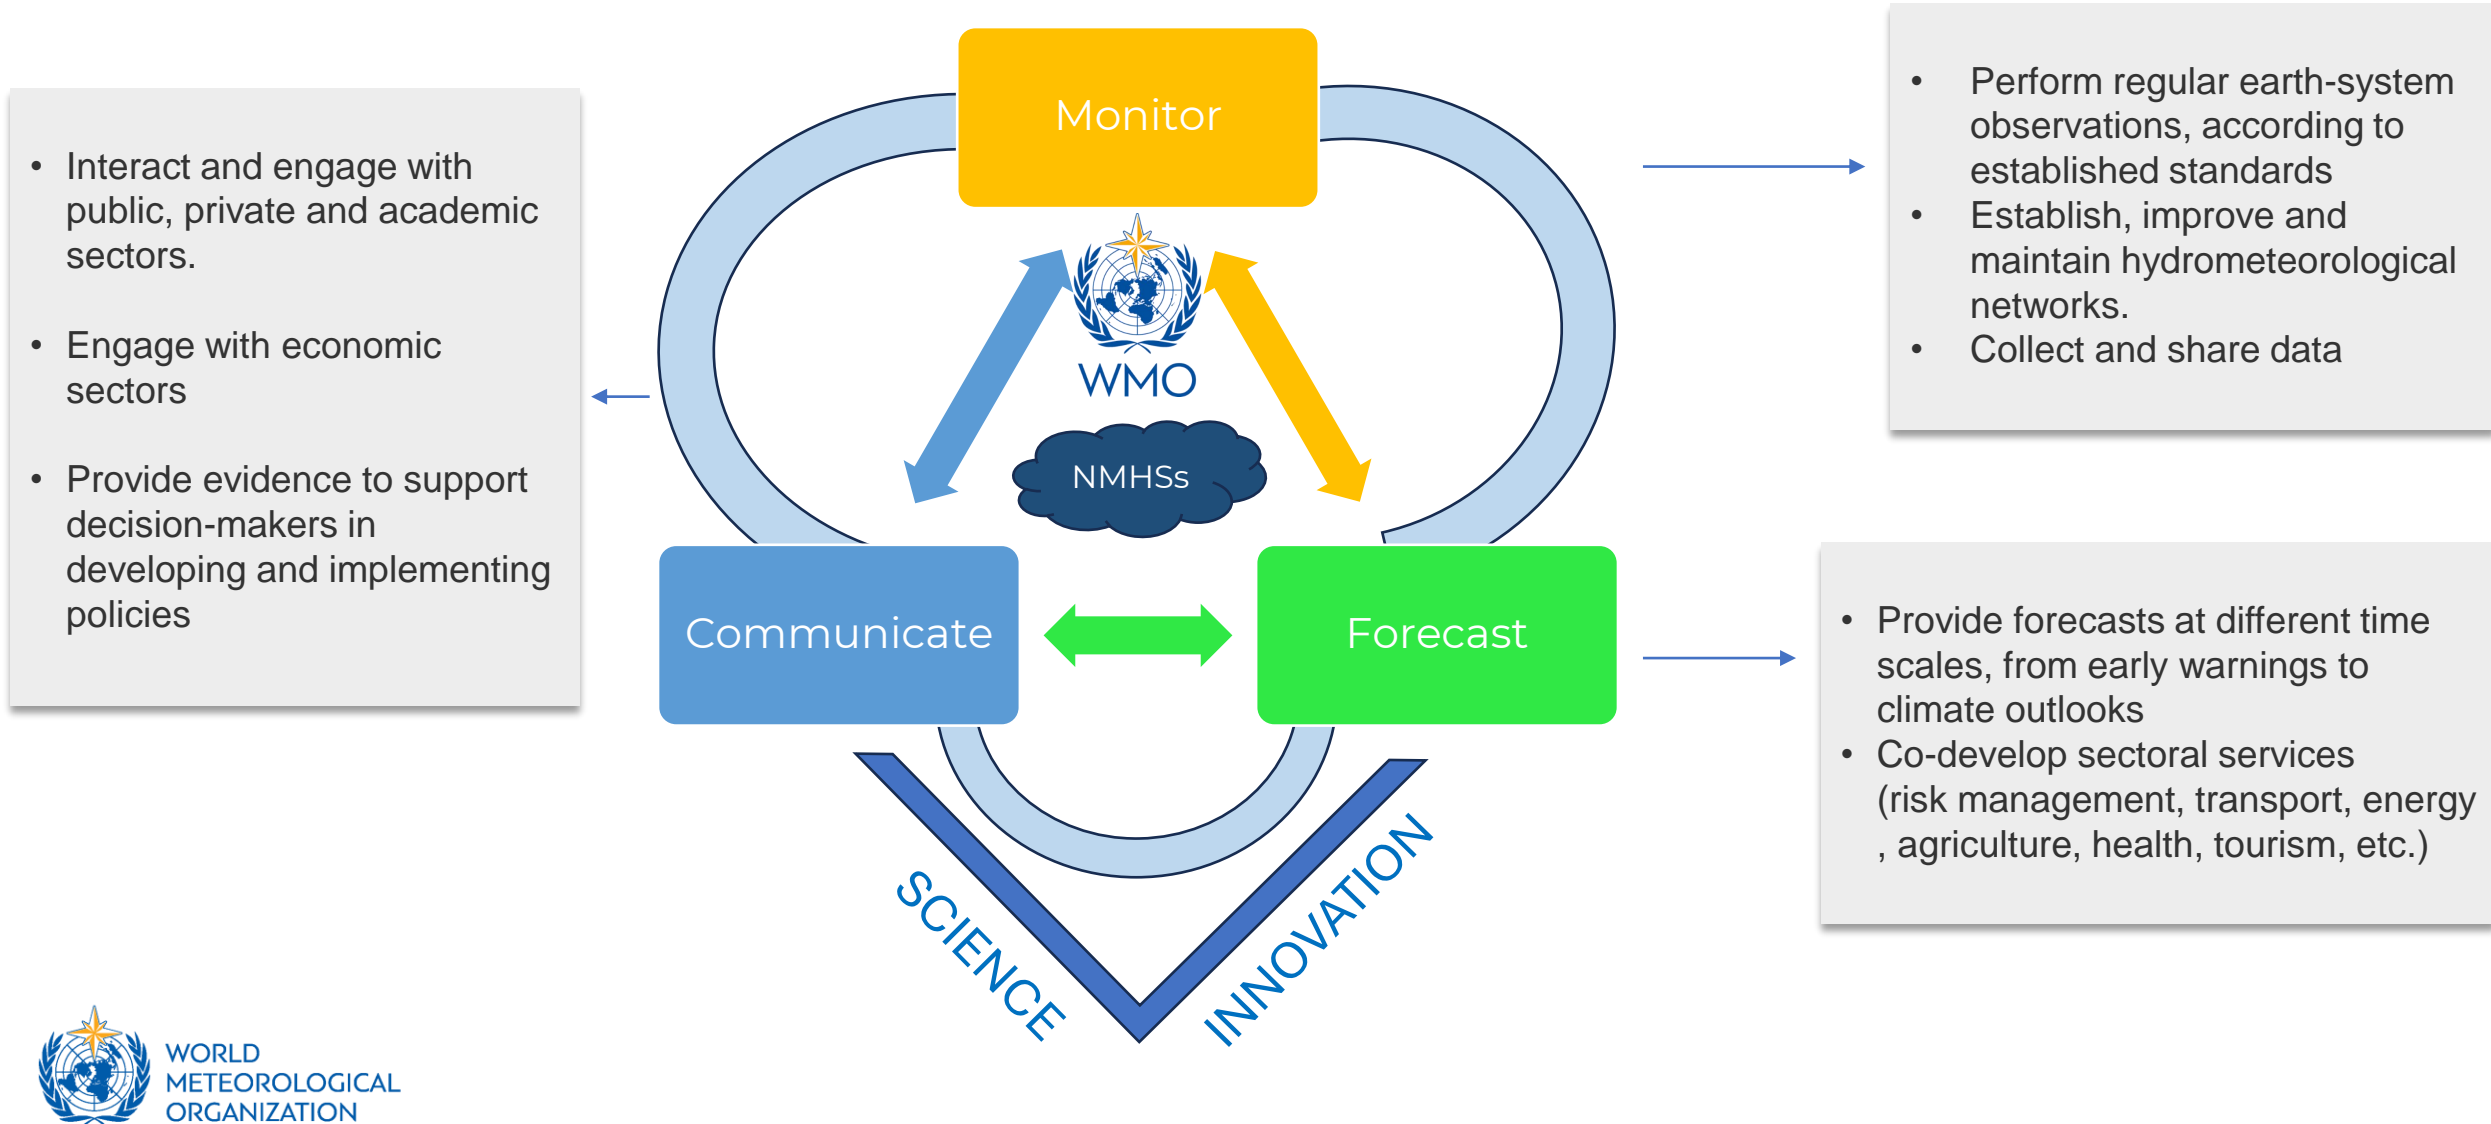 Monitor
• Perform regular earth-system
observations, according to
established standards
• Establish, improve and
maintain hydrometeorological
networks.
• Collect and share data
• Interact and engage with
public, private and academic
sectors.
• Engage with economic
sectors
• Provide evidence to support
decision-makers in
developing and implementing
policies
WMO
NMHSs
Communicate
Forecast
• Provide forecasts at different time
scales, from early warnings to
climate outlooks
• Co-develop sectoral services
(risk management, transport, energy
, agriculture, health, tourism, etc.)
SCIENCE
INNOVATION
WORLD
METEOROLOGICAL
ORGANIZATION